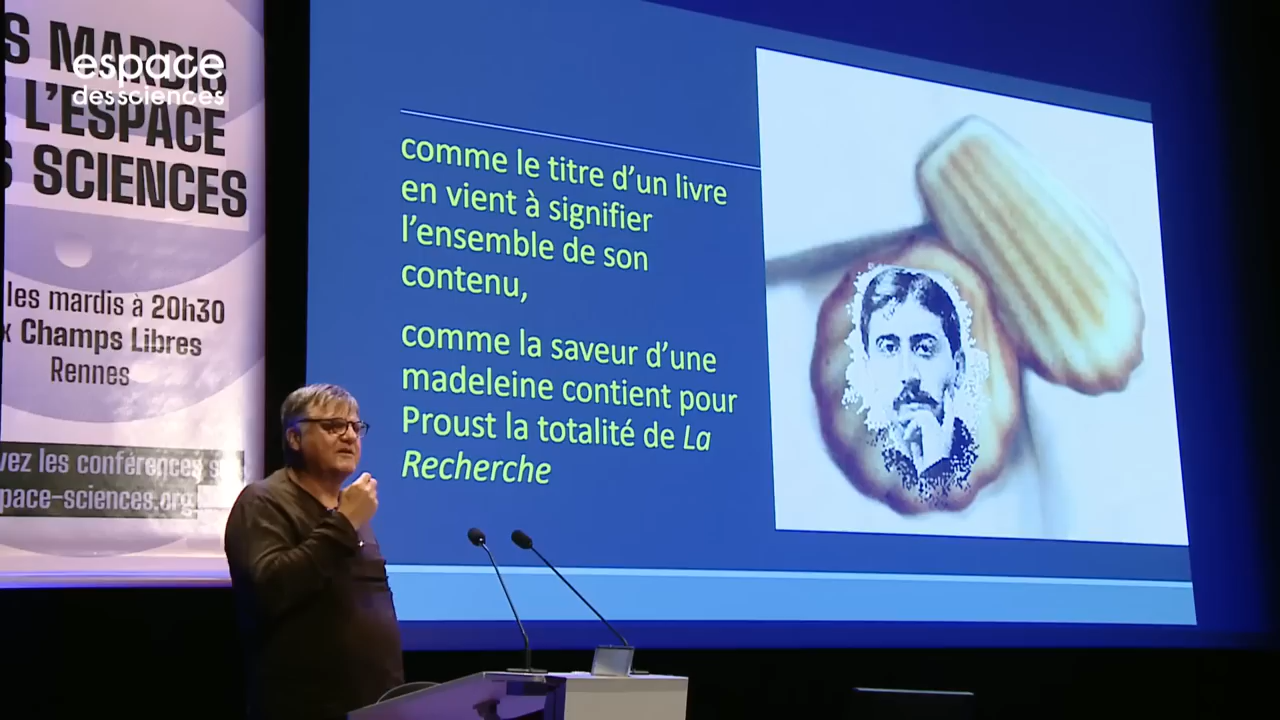 S MARDIS
L'ESPACE
SCIENCES
espace
des sciences
les mardis à 20h30
Champs Libres
Rennes
les conférences
pace-sciences.org
comme le titre d'un livre
en vient à signifier
l'ensemble de son
contenu,
comme la saveur d'une
madeleine contient pour
Proust la totalité de La
Recherche